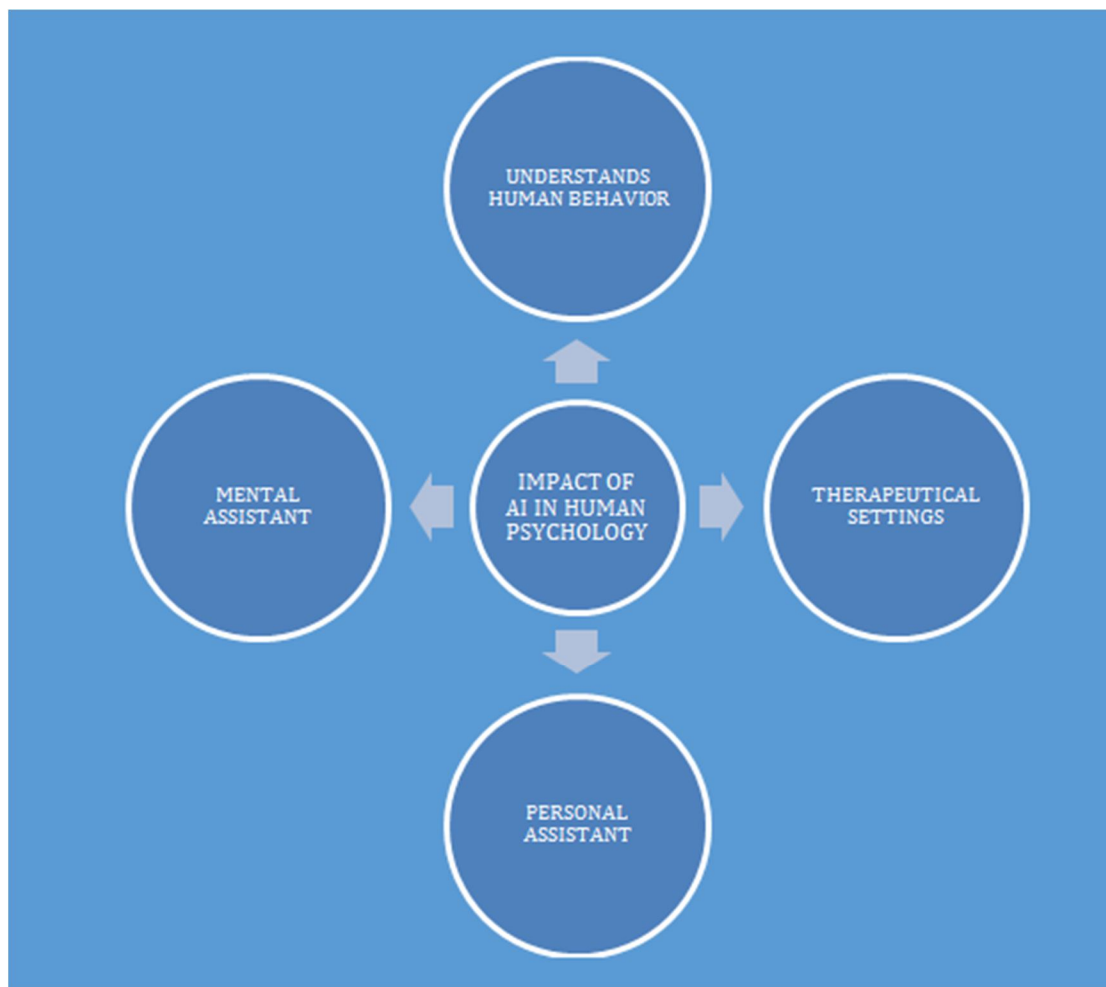 UNDERSTANDS
HUMAN BEHAVIOR
MENTAL
ASSISTANT
IMPACT OF
AI IN HUMAN
PSYCHOLOGY
THERAPEUTICAL
SETTINGS
PERSONAL
ASSISTANT